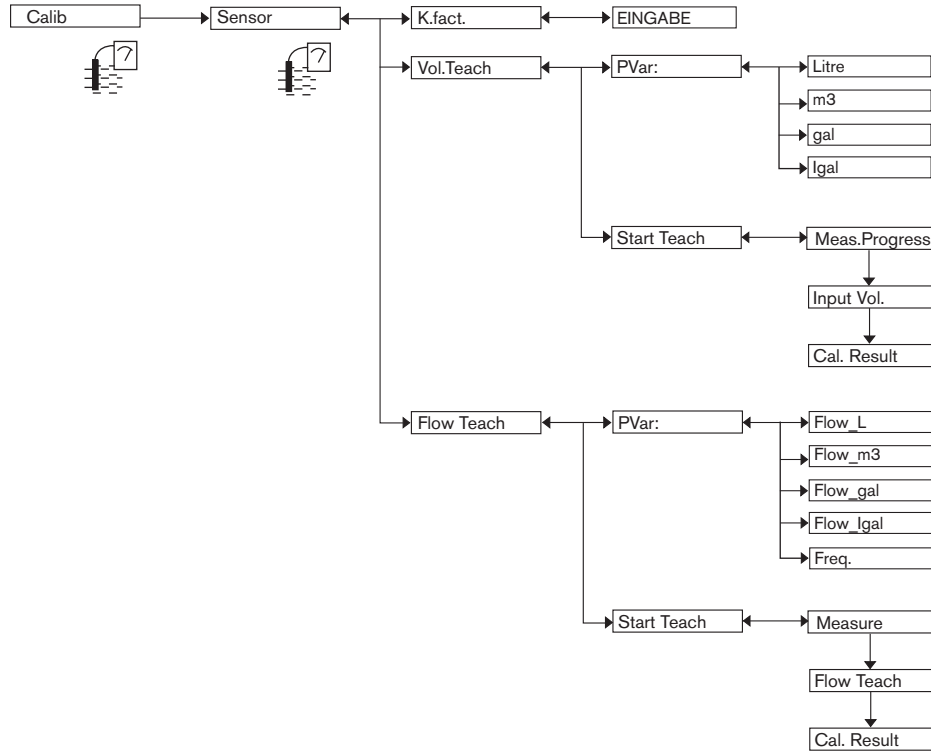 Calib
Sensor
K.fact.
EINGABE
Vol.Teach
PVar:
Litre
m3
gal
Igal
Start Teach
Meas.Progress
Input Vol.
Cal. Result
Flow Teach
PVar:
Flow_L
Flow_m3
Flow_gal
Flow_Igal
Freq.
Start Teach
Measure
Flow Teach
Cal. Result